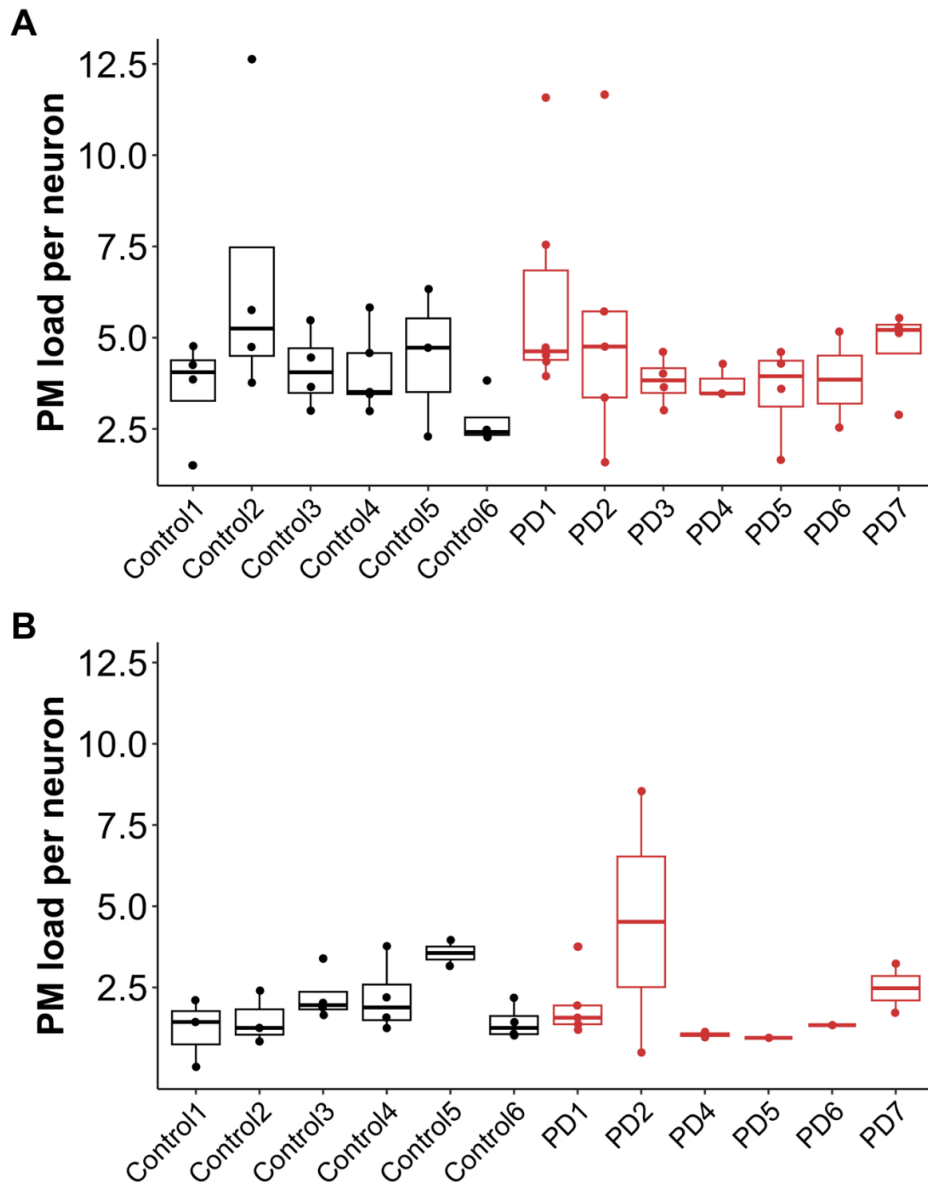 A
PM load per neuron
12.5
10.0
7.5
5.0
2.5
Control1
Control2
Control3
Control4
Control5
Control6
PD1
PD2
PD3
PD4
PD5
PD6
PD7
B
PM load per neuron
12.5
10.0
7.5
5.0
2.5
Control1
Control2
Control3
Control4
Control5
Control6
PD1
PD2
PD4
PD5
PD6
PD7